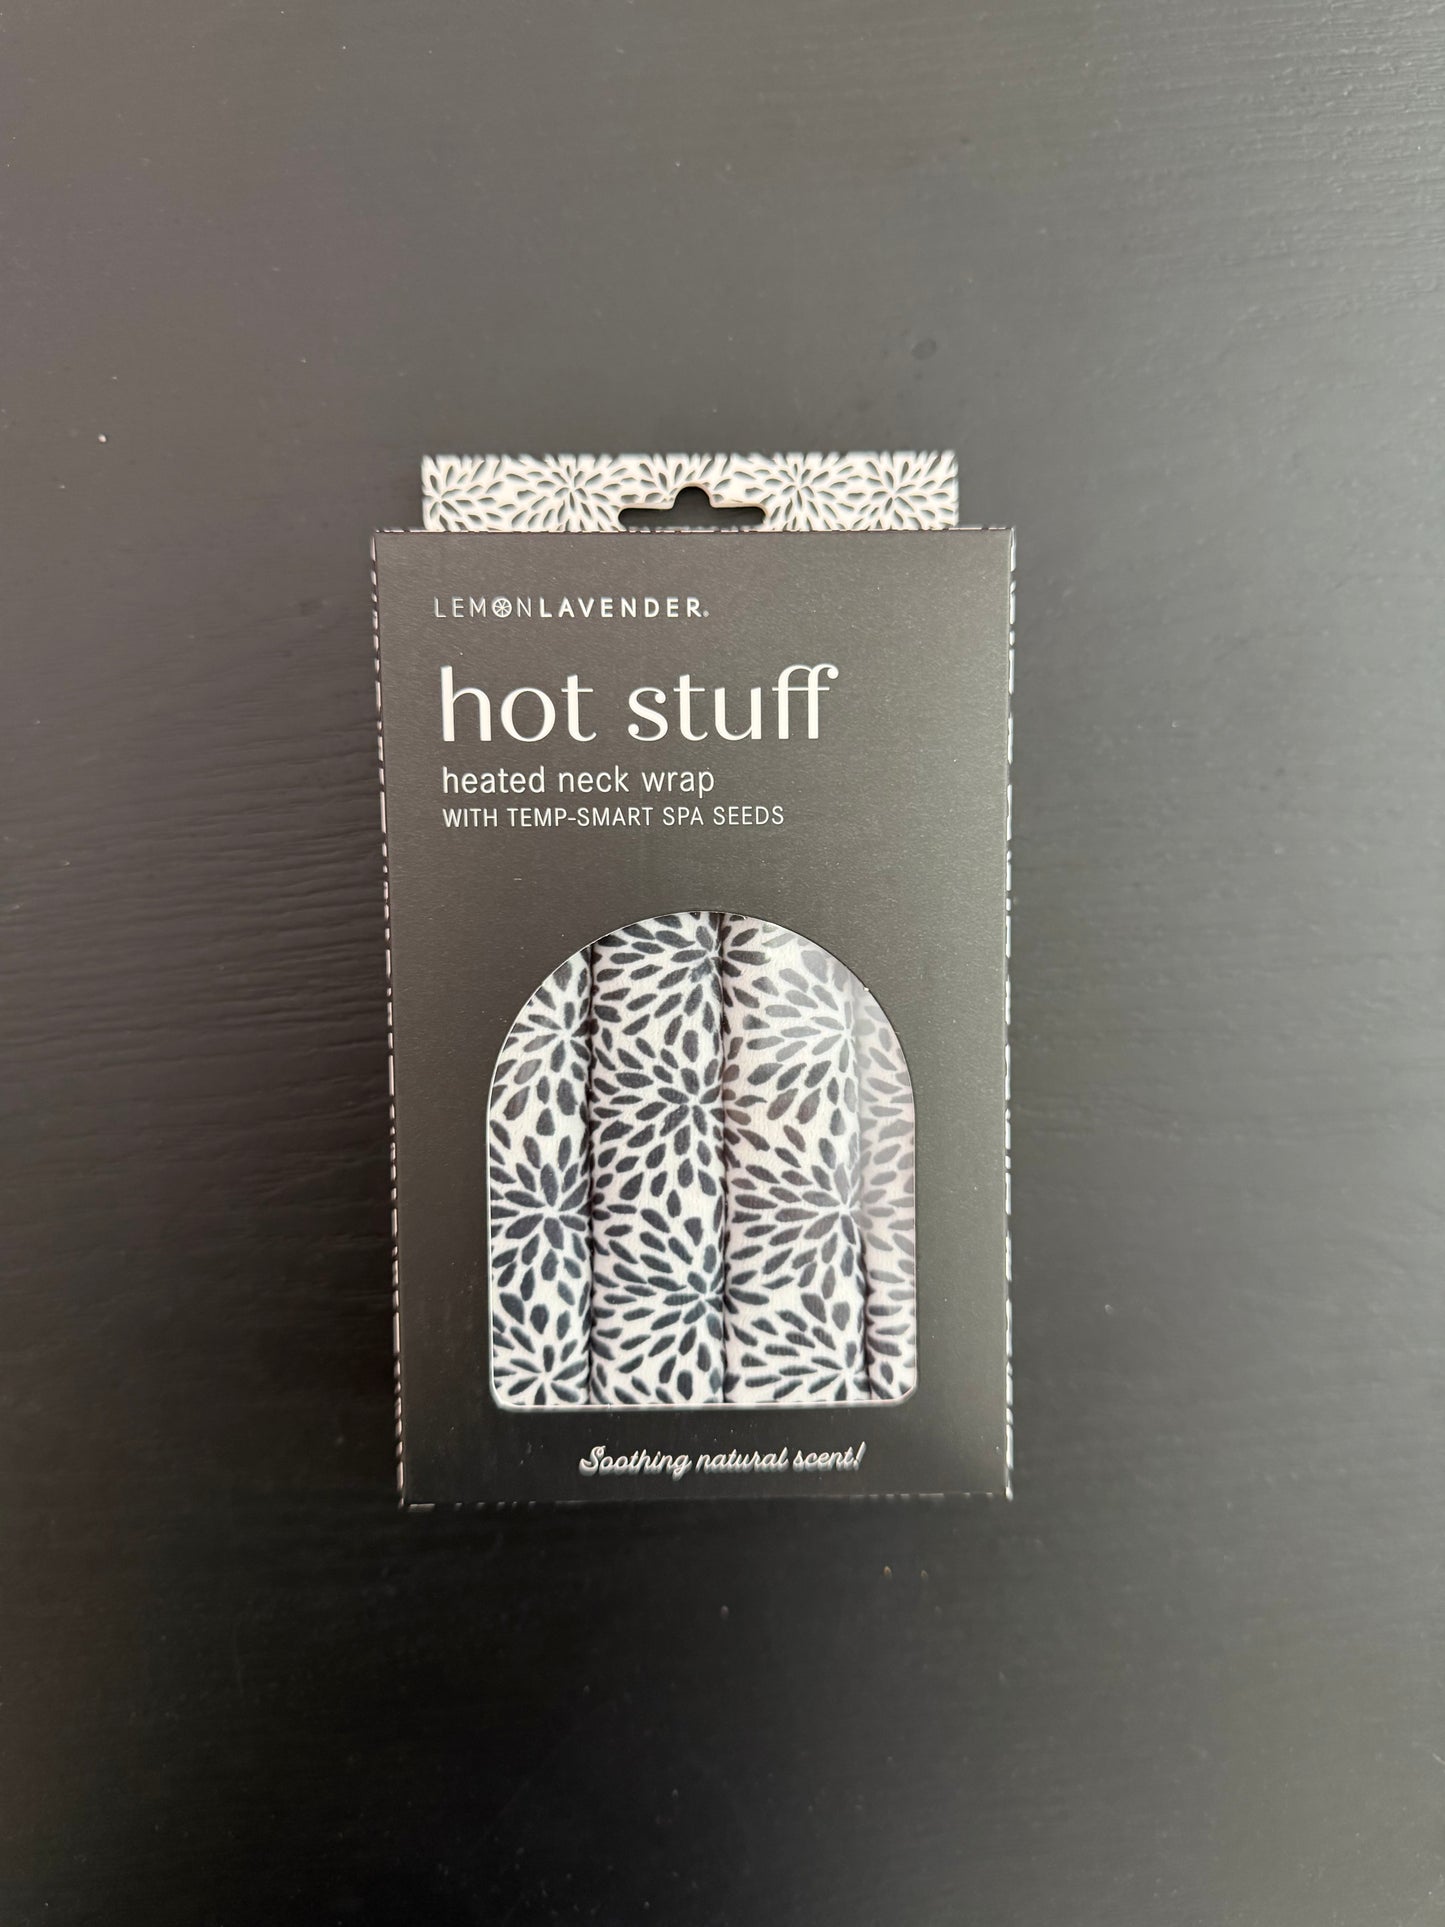 LEMONLAVENDER®
hot stuff
heated neck wrap
WITH TEMP-SMART SPA SEEDS
Soothing natural scent!